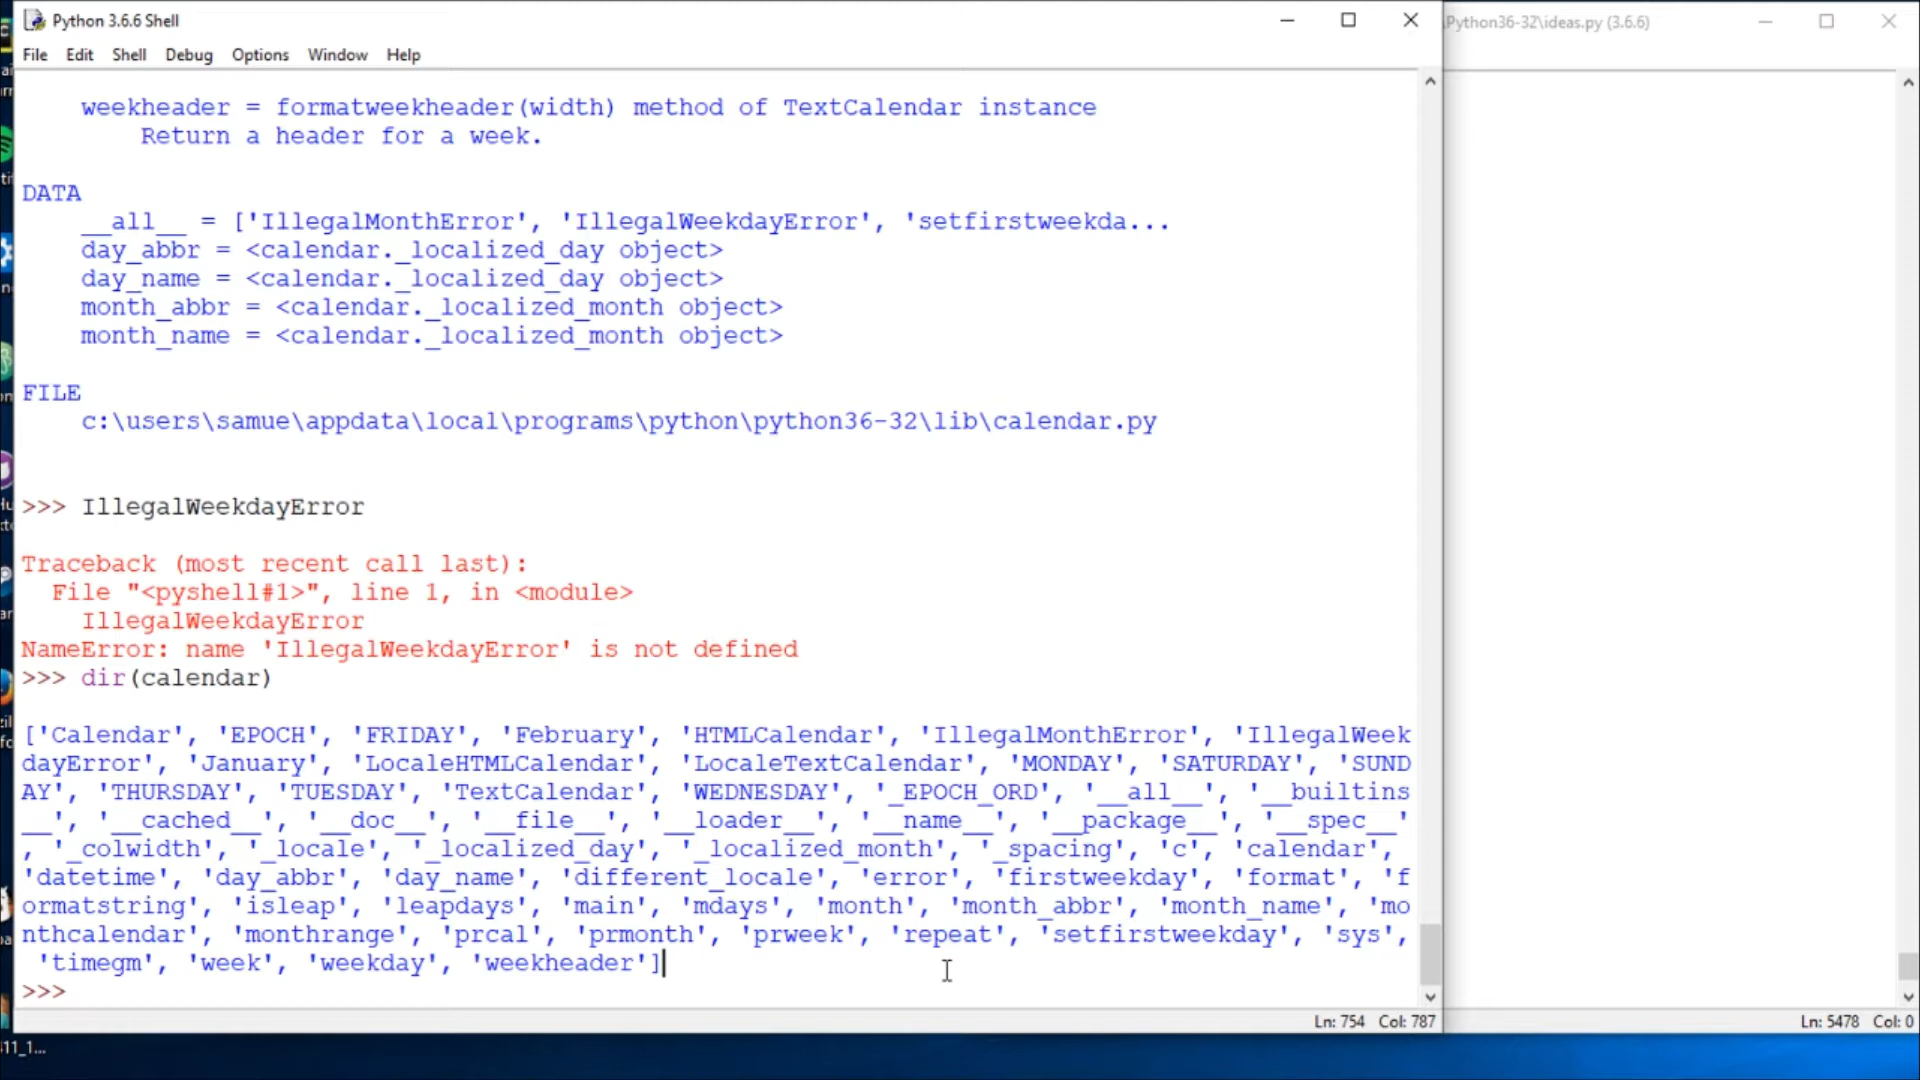 Python 3.6.6 Shell
\Python36-32\ideas.py (3.6.6)
File Edit Shell Debug Options Window Help
weekheader = formatweekheader(width) method of TextCalendar instance
Return a header for a week.
DATA
__all__ = ['IllegalMonthError', 'IllegalWeekdayError', 'setfirstweekda...
day_abbr = <calendar._localized_day object>
day_name = <calendar._localized_day object>
month_abbr = <calendar._localized_month object>
month_name = <calendar._localized_month object>
FILE
c:\users\samue\appdata\local\programs\python\python36-32\lib\calendar.py
>>> IllegalWeekdayError
Traceback (most recent call last):
File "<pyshell#1>", line 1, in <module>
IllegalWeekdayError
NameError: name 'IllegalWeekdayError' is not defined
>>> dir(calendar)
['Calendar', 'EPOCH', 'FRIDAY', 'February', 'HTMLCalendar', 'IllegalMonthError', 'IllegalWeek
dayError', 'January', 'LocaleHTMLCalendar', 'LocaleTextCalendar', 'MONDAY', 'SATURDAY', 'SUND
AY', 'THURSDAY', 'TUESDAY', 'TextCalendar', 'WEDNESDAY', '_EPOCH_ORD', '__all__', '__builtins
__', '__cached__', '__doc__', '__file__', '__loader__', '__name__', '__package__', '__spec__'
, '_colwidth', '_locale', '_localized_day', '_localized_month', '_spacing', 'c', 'calendar',
'datetime', 'day_abbr', 'day_name', 'different_locale', 'error', 'firstweekday', 'format', 'f
ormatstring', 'isleap', 'leapdays', 'main', 'mdays', 'month', 'month_abbr', 'month_name', 'mo
nthcalendar', 'monthrange', 'prcal', 'prmonth', 'prweek', 'repeat', 'setfirstweekday', 'sys',
'timegm', 'week', 'weekday', 'weekheader']
>>>
Ln: 754 Col: 787
Ln: 5478 Col: 0